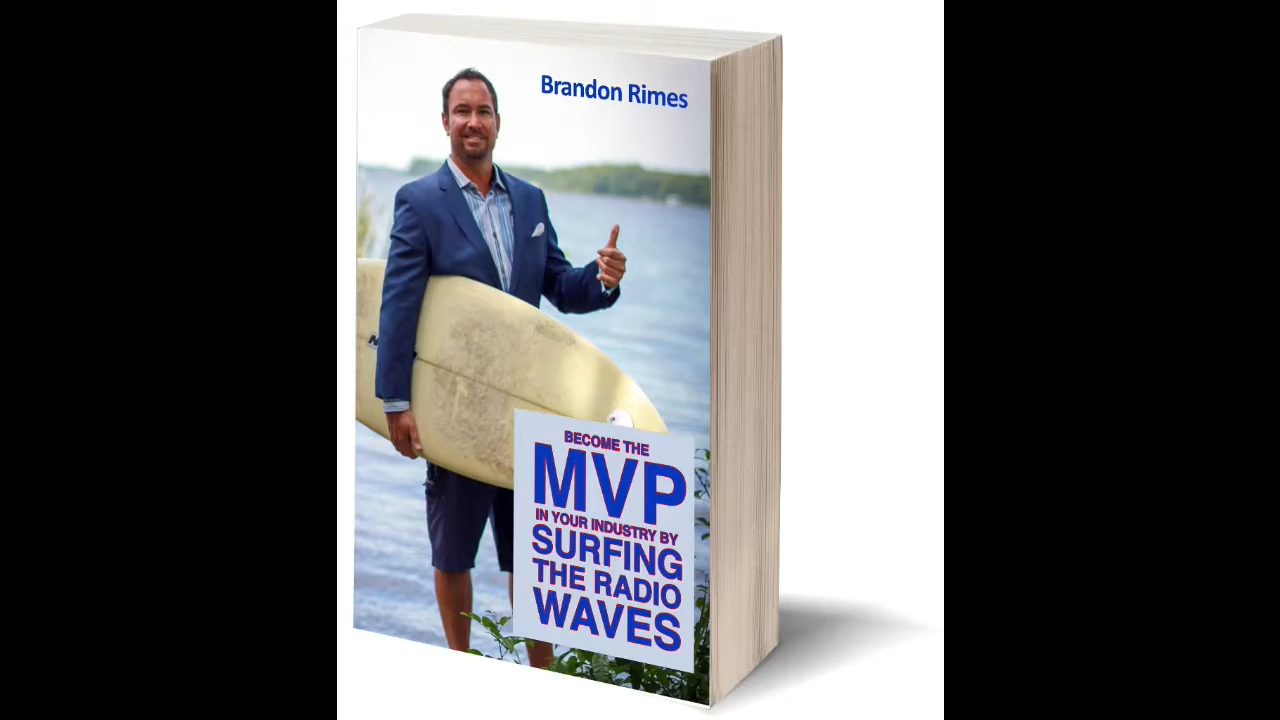 Brandon Rimes
BECOME THE
MVP
IN YOUR INDUSTRY BY
SURFING
THE RADIO
WAVES